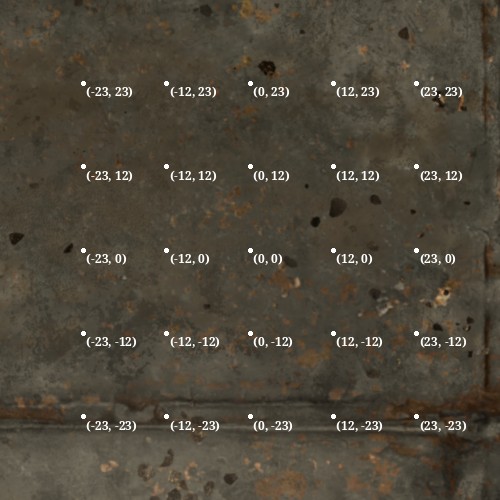 (-23, 23) (-12, 23) (0, 23) (12, 23) (23, 23)
(-23, 12) (-12, 12) (0, 12) (12, 12) (23, 12)
(-23, 0) (-12, 0) (0, 0) (12, 0) (23, 0)
(-23, -12) (-12, -12) (0, -12) (12, -12) (23, -12)
(-23, -23) (-12, -23) (0, -23) (12, -23) (23, -23)